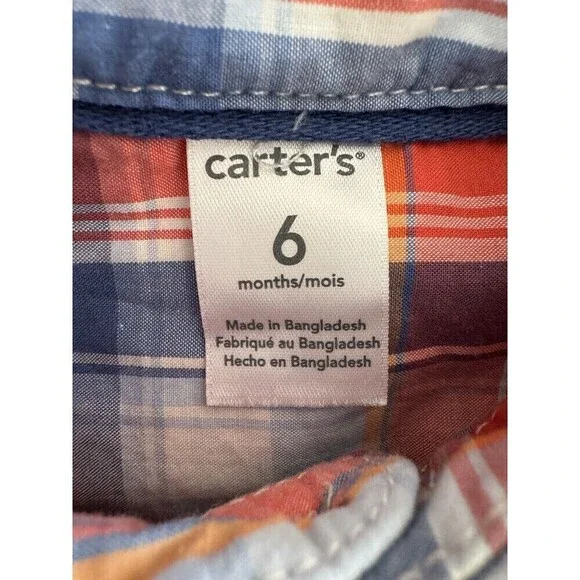 carter's®
6
months/mois
Made in Bangladesh
Fabriqué au Bangladesh
Hecho en Bangladesh